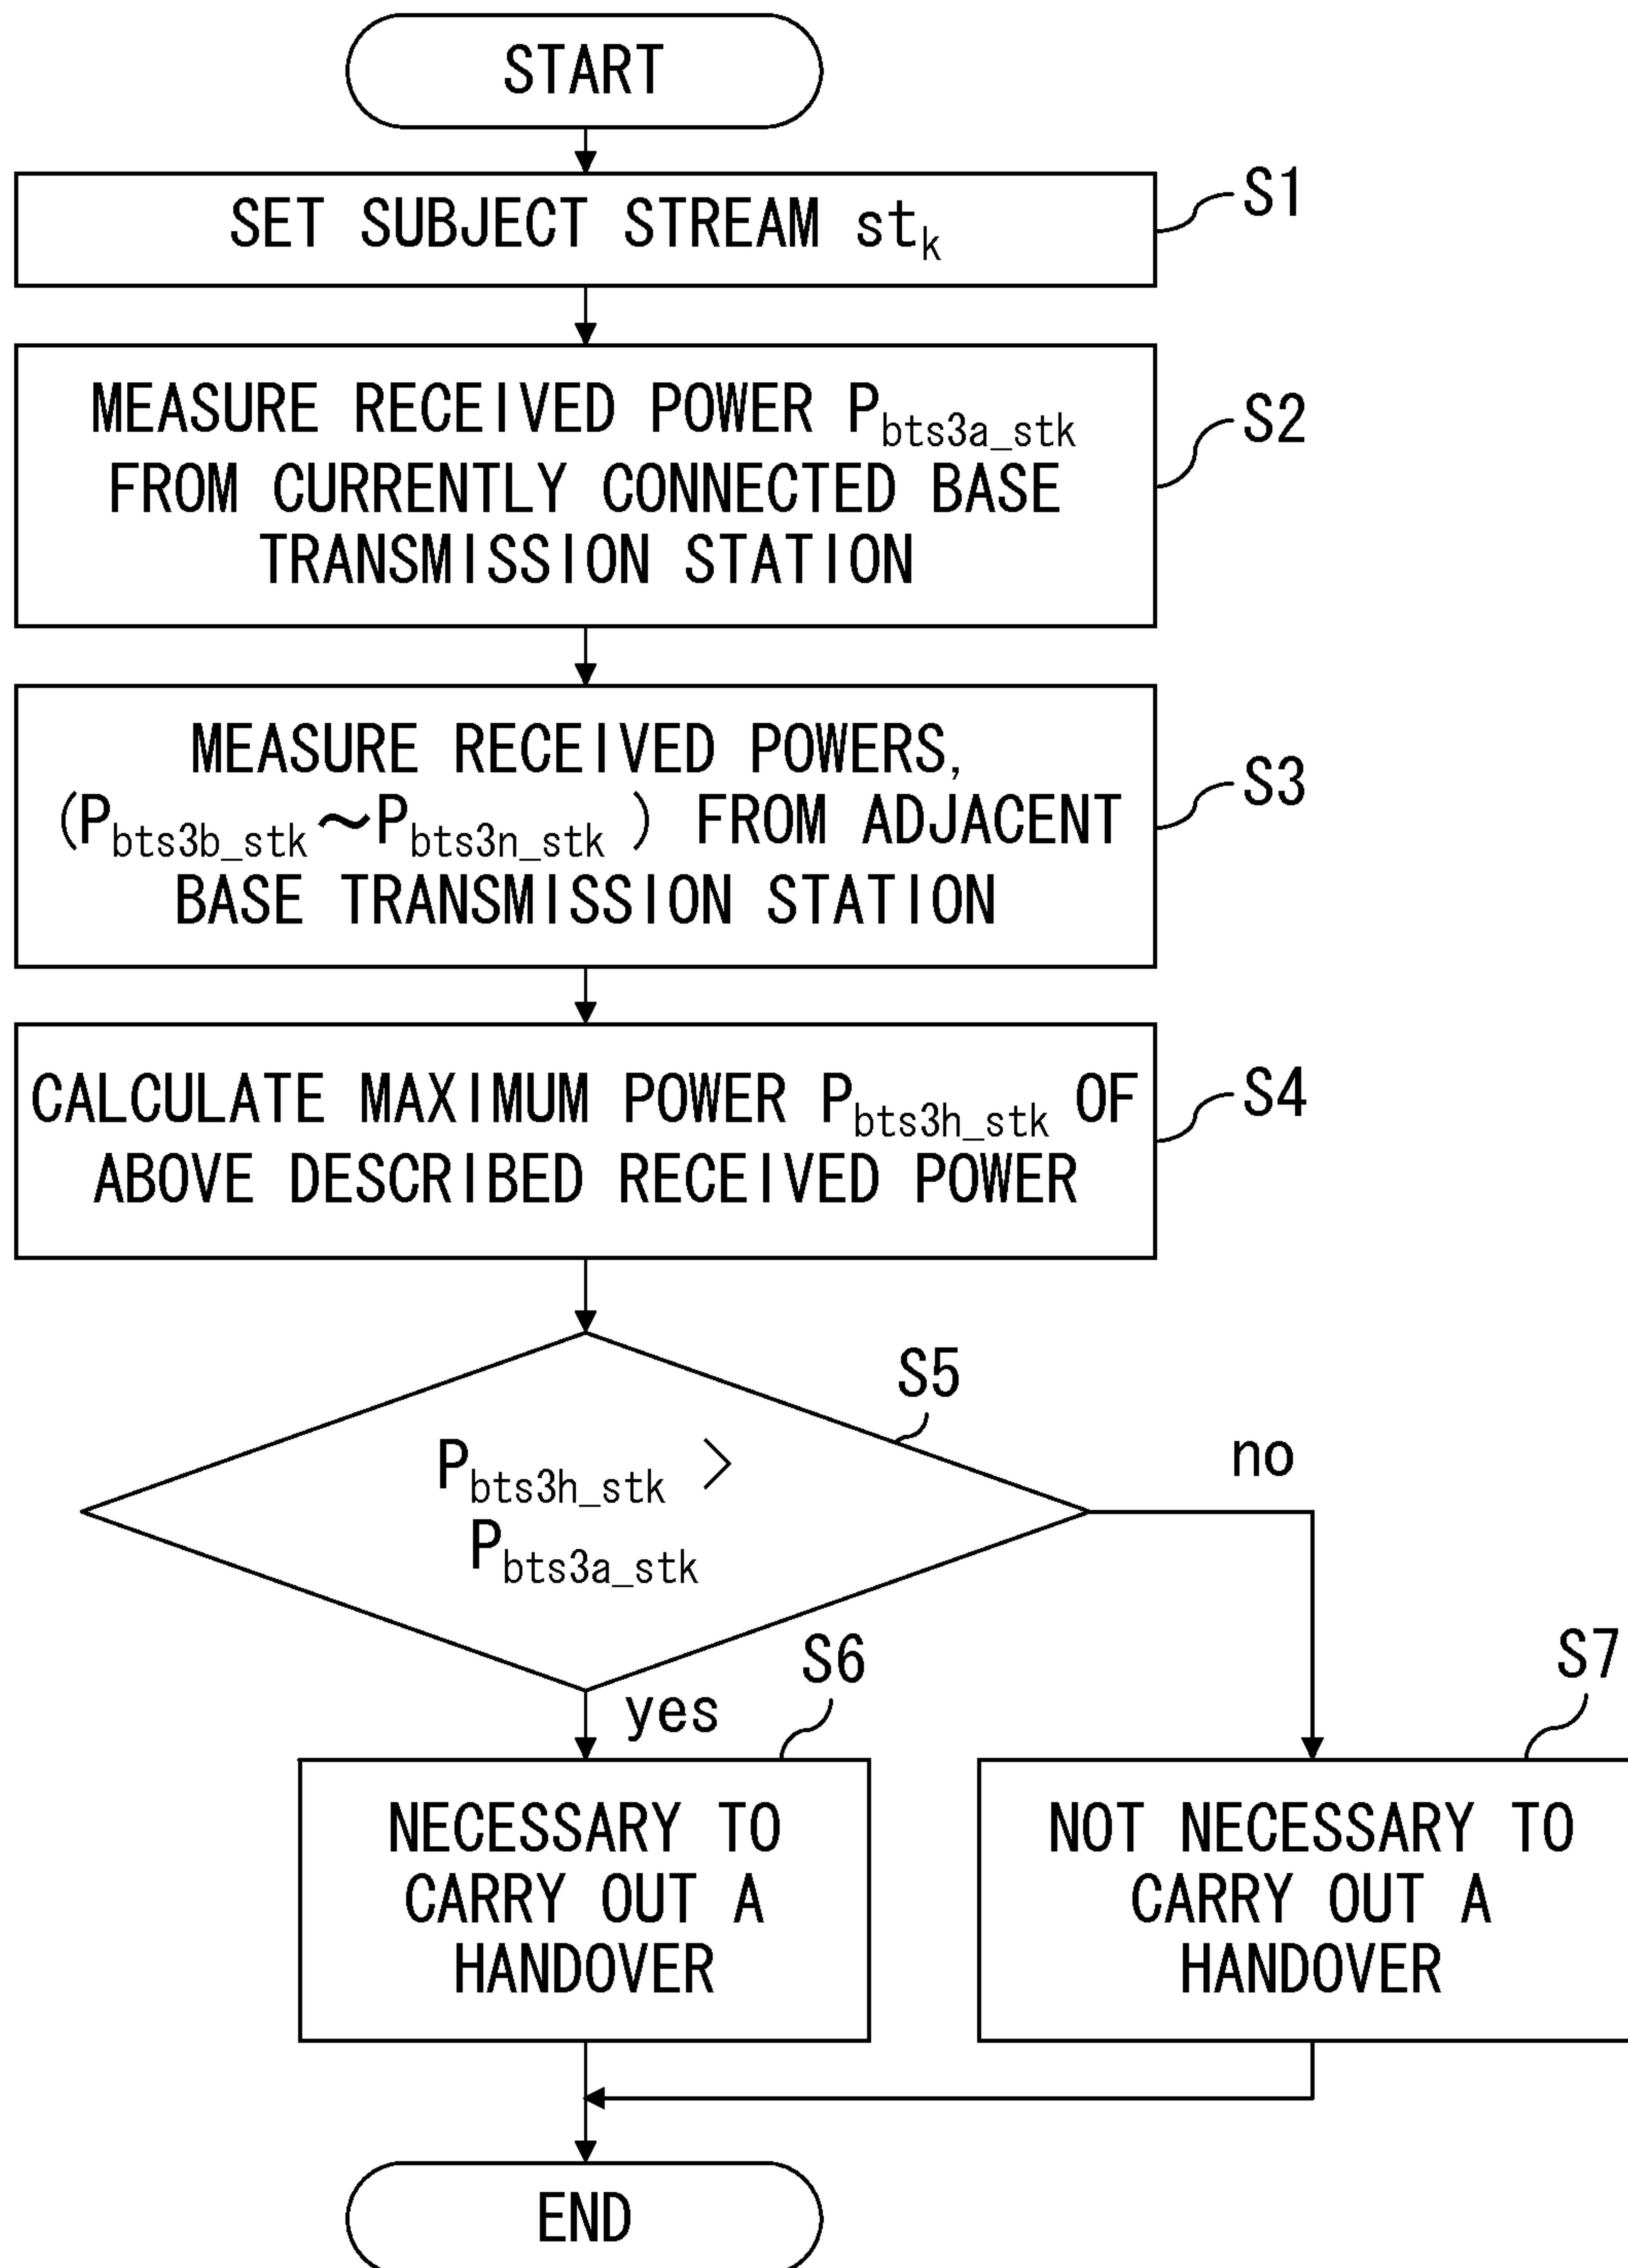 START
SET SUBJECT STREAM st_k
S1
MEASURE RECEIVED POWER P_bts3a_stk
FROM CURRENTLY CONNECTED BASE
TRANSMISSION STATION
S2
MEASURE RECEIVED POWERS,
(P_bts3b_stk～P_bts3n_stk ) FROM ADJACENT
BASE TRANSMISSION STATION
S3
CALCULATE MAXIMUM POWER P_bts3h_stk OF
ABOVE DESCRIBED RECEIVED POWER
S4
S5
P_bts3h_stk >
P_bts3a_stk
no
yes
S6
S7
NECESSARY TO
CARRY OUT A
HANDOVER
NOT NECESSARY TO
CARRY OUT A
HANDOVER
END